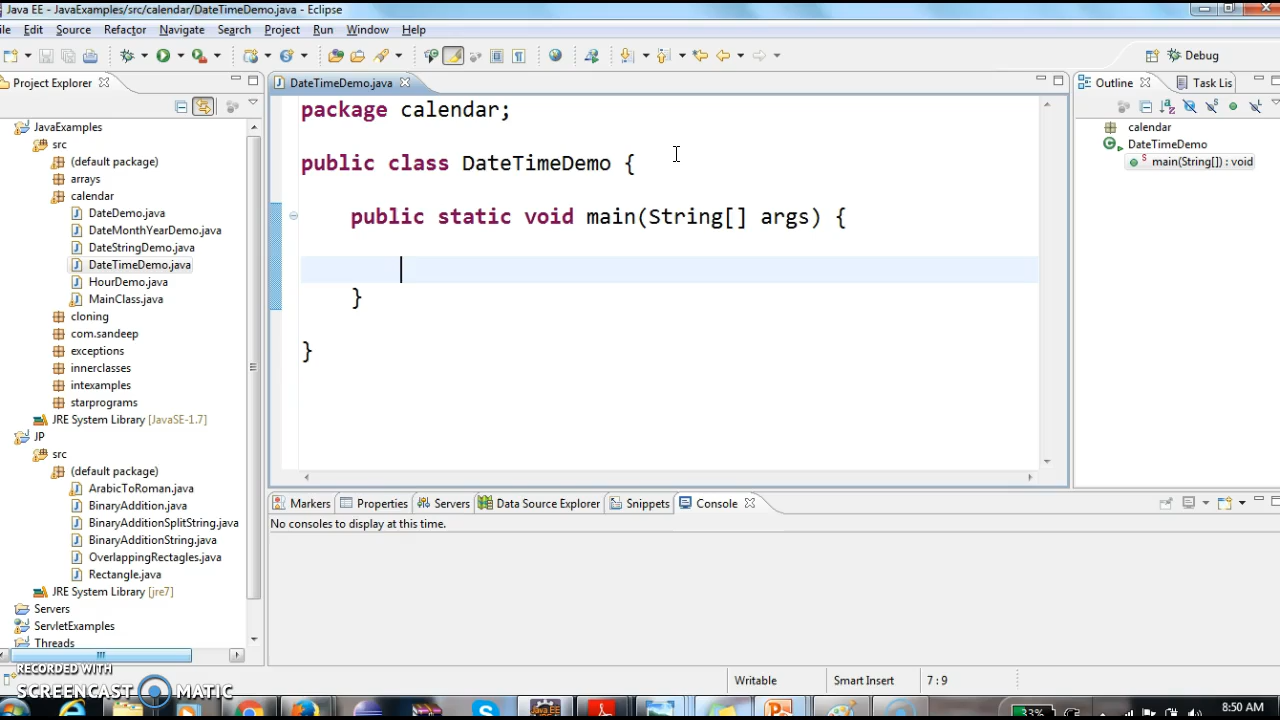 Java EE - JavaExamples/src/calendar/DateTimeDemo.java - Eclipse
ile Edit Source Refactor Navigate Search Project Run Window Help
Debug
Project Explorer
DateTimeDemo.java
Outline
Task Lis
JavaExamples
src
(default package)
arrays
calendar
DateDemo.java
DateMonthYearDemo.java
DateStringDemo.java
DateTimeDemo.java
HourDemo.java
MainClass.java
cloning
com.sandeep
exceptions
innerclasses
intexamples
starprograms
JRE System Library [JavaSE-1.7]
JP
src
(default package)
ArabicToRoman.java
BinaryAddition.java
BinaryAdditionSplitString.java
BinaryAdditionString.java
OverlappingRectagles.java
Rectangle.java
JRE System Library [jre7]
Servers
ServletExamples
Threads
package calendar;
public class DateTimeDemo {
public static void main(String[] args) {
}
}
calendar
DateTimeDemo
main(String[]) : void
Markers Properties Servers Data Source Explorer Snippets Console
No consoles to display at this time.
Writable
Smart Insert
7 : 9
RECORDED WITH
SCREENCAST MATIC
33%
8:50 AM